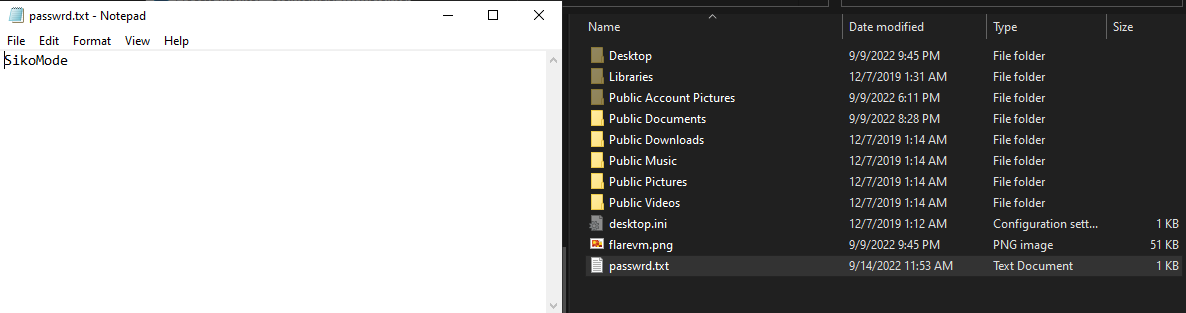 passwrd.txt - Notepad
File Edit Format View Help
SikoMode
Name Date modified Type Size
Desktop 9/9/2022 9:45 PM File folder
Libraries 12/7/2019 1:31 AM File folder
Public Account Pictures 9/9/2022 6:11 PM File folder
Public Documents 9/9/2022 8:28 PM File folder
Public Downloads 12/7/2019 1:14 AM File folder
Public Music 12/7/2019 1:14 AM File folder
Public Pictures 12/7/2019 1:14 AM File folder
Public Videos 12/7/2019 1:14 AM File folder
desktop.ini 12/7/2019 1:12 AM Configuration sett... 1 KB
flarevm.png 9/9/2022 9:45 PM PNG image 51 KB
passwrd.txt 9/14/2022 11:53 AM Text Document 1 KB